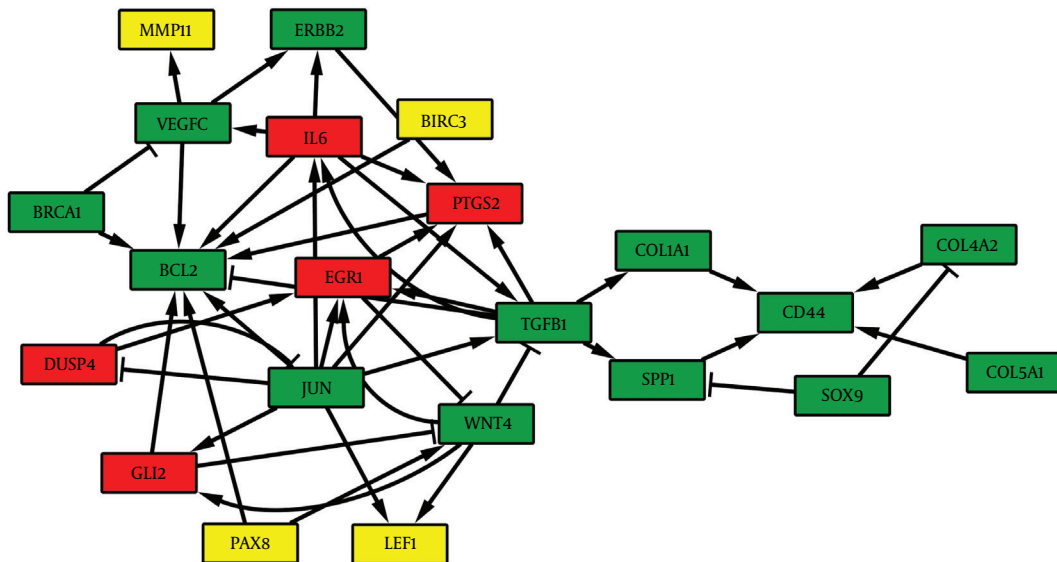 MMP11
ERBB2
VEGFC
IL6
BIRC3
BRCA1
PTGS2
BCL2
EGR1
COL1A1
COL4A2
TGFB1
CD44
DUSP4
JUN
SPP1
SOX9
COL5A1
WNT4
GLI2
PAX8
LEF1